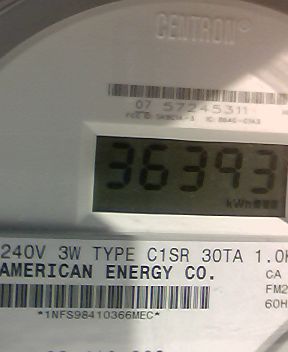 CENTRON®
07 57245311
36393
kWh
240V 3W TYPE C1SR 30TA 1.0K
AMERICAN ENERGY CO.
CA
FM2
60H
*1NFS98410366MEC*